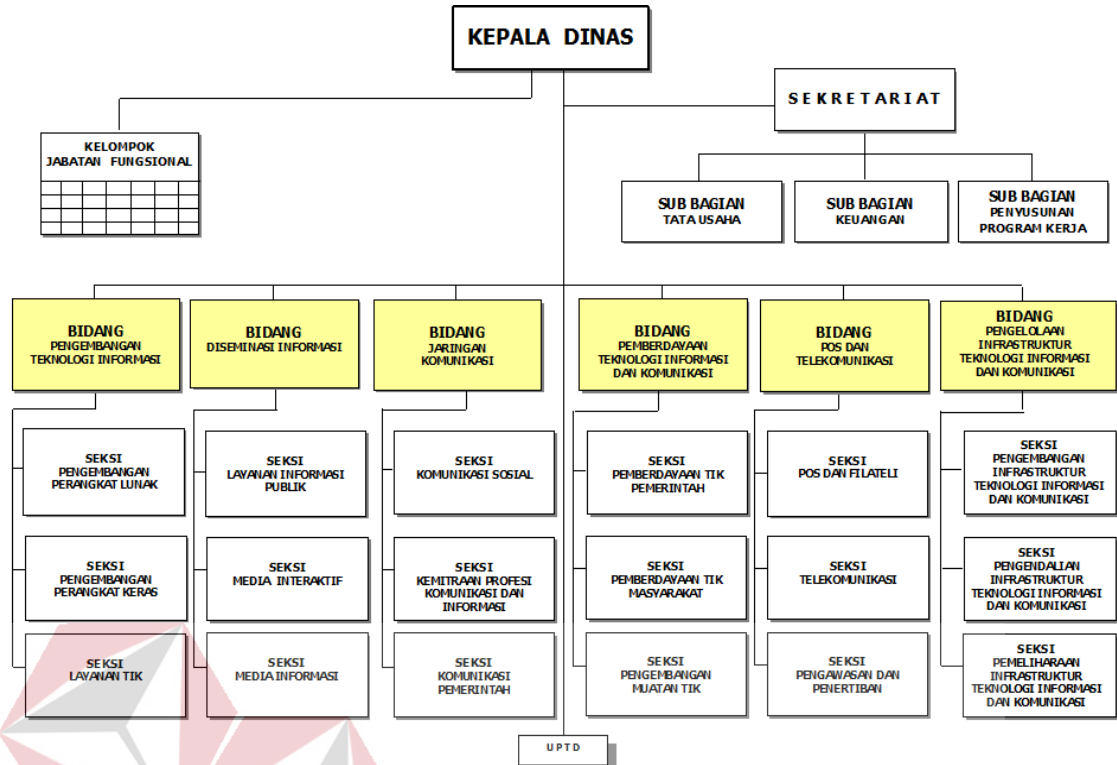 KEPALA DINAS
SEKRETARIAT
KELOMPOK
JABATAN FUNGSIONAL
SUB BAGIAN
TATA USAHA
SUB BAGIAN
KEUANGAN
SUB BAGIAN
PENYUSUNAN
PROGRAM KERJA
BIDANG
PENGEMBANGAN
TEKNOLOGI INFORMASI
BIDANG
DISEMINASI INFORMASI
BIDANG
JARINGAN
KOMUNIKASI
BIDANG
PEMBERDAYAAN
TEKNOLOGI INFORMASI
DAN KOMUNIKASI
BIDANG
POS DAN
TELEKOMUNIKASI
BIDANG
PENGELOLAAN
INFRASTRUKTUR
TEKNOLOGI INFORMASI
DAN KOMUNIKASI
SEKSI
PENGEMBANGAN
PERANGKAT LUNAK
SEKSI
LAYANAN INFORMASI
PUBLIK
SEKSI
KOMUNIKASI SOSIAL
SEKSI
PEMBERDAYAAN TIK
PEMERINTAH
SEKSI
POS DAN FILATELI
SEKSI
PENGEMBANGAN
INFRASTRUKTUR
TEKNOLOGI INFORMASI
DAN KOMUNIKASI
SEKSI
PENGEMBANGAN
PERANGKAT KERAS
SEKSI
MEDIA INTERAKTIF
SEKSI
KEMITRAAN PROFESI
KOMUNIKASI DAN
INFORMASI
SEKSI
PEMBERDAYAAN TIK
MASYARAKAT
SEKSI
TELEKOMUNIKASI
SEKSI
PENGENDALIAN
INFRASTRUKTUR
TEKNOLOGI INFORMASI
DAN KOMUNIKASI
SEKSI
LAYANAN TIK
SEKSI
MEDIA INFORMASI
SEKSI
KOMUNIKASI
PEMERINTAH
SEKSI
PENGEMBANGAN
MUATAN TIK
SEKSI
PENGAWASAN DAN
PENERTIBAN
SEKSI
PEMELIHARAAN
INFRASTRUKTUR
TEKNOLOGI INFORMASI
DAN KOMUNIKASI
UPTD